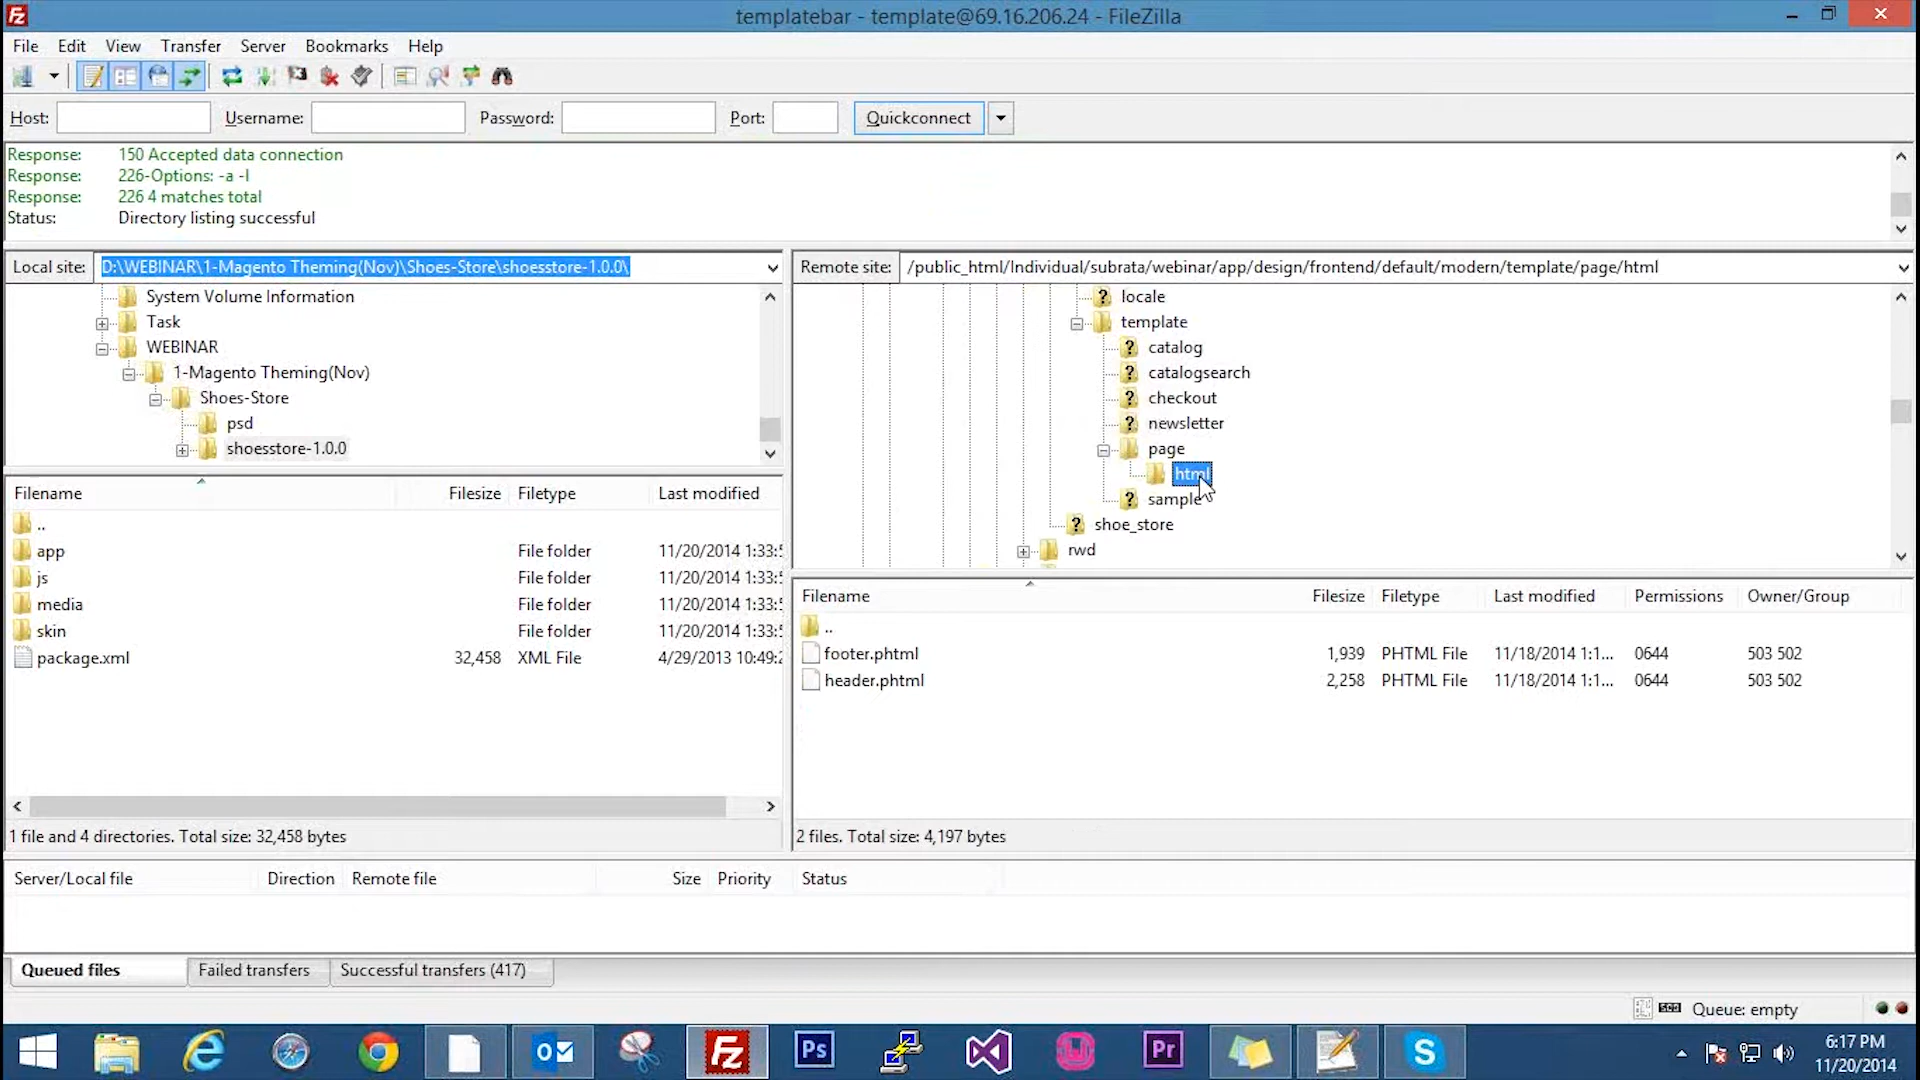 templatebar - template@69.16.206.24 - FileZilla
File Edit View Transfer Server Bookmarks Help
Host: Username: Password: Port: Quickconnect
Response: 150 Accepted data connection
Response: 226-Options: -a -l
Response: 226 4 matches total
Status: Directory listing successful
Local site: D:\WEBINAR\1-Magento Theming(Nov)\Shoes-Store\shoesstore-1.0.0\
System Volume Information
Task
WEBINAR
1-Magento Theming(Nov)
Shoes-Store
psd
shoesstore-1.0.0
Filename Filesize Filetype Last modified
..
app File folder 11/20/2014 1:33:5
js File folder 11/20/2014 1:33:5
media File folder 11/20/2014 1:33:5
skin File folder 11/20/2014 1:33:5
package.xml 32,458 XML File 4/29/2013 10:49:2
1 file and 4 directories. Total size: 32,458 bytes
Remote site: /public_html/Individual/subrata/webinar/app/design/frontend/default/modern/template/page/html
locale
template
catalog
catalogsearch
checkout
newsletter
page
html
sample
shoe_store
rwd
Filename Filesize Filetype Last modified Permissions Owner/Group
..
footer.phtml 1,939 PHTML File 11/18/2014 1:1... 0644 503 502
header.phtml 2,258 PHTML File 11/18/2014 1:1... 0644 503 502
2 files. Total size: 4,197 bytes
Server/Local file Direction Remote file Size Priority Status
Queued files Failed transfers Successful transfers (417)
Queue: empty
Ps
Pr
6:17 PM
11/20/2014